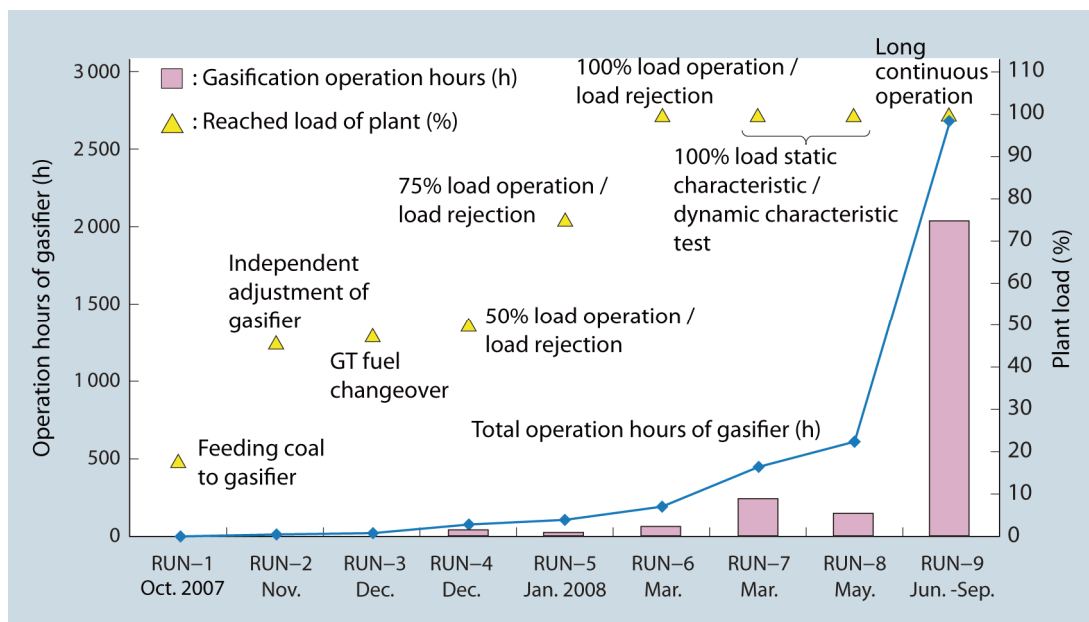 Operation hours of gasifier (h)
3 000
2 500
2 000
1 500
1 000
500
0
: Gasification operation hours (h)
: Reached load of plant (%)
Feeding coal
to gasifier
Independent
adjustment of
gasifier
GT fuel
changeover
50% load operation /
load rejection
75% load operation /
load rejection
100% load operation /
load rejection
100% load static
characteristic /
dynamic characteristic
test
Long
continuous
operation
Total operation hours of gasifier (h)
110
100
90
80
70
60
50
40
30
20
10
0
Plant load (%)
RUN–1
Oct. 2007
RUN–2
Nov.
RUN–3
Dec.
RUN–4
Dec.
RUN–5
Jan. 2008
RUN–6
Mar.
RUN–7
Mar.
RUN–8
May.
RUN–9
Jun. -Sep.